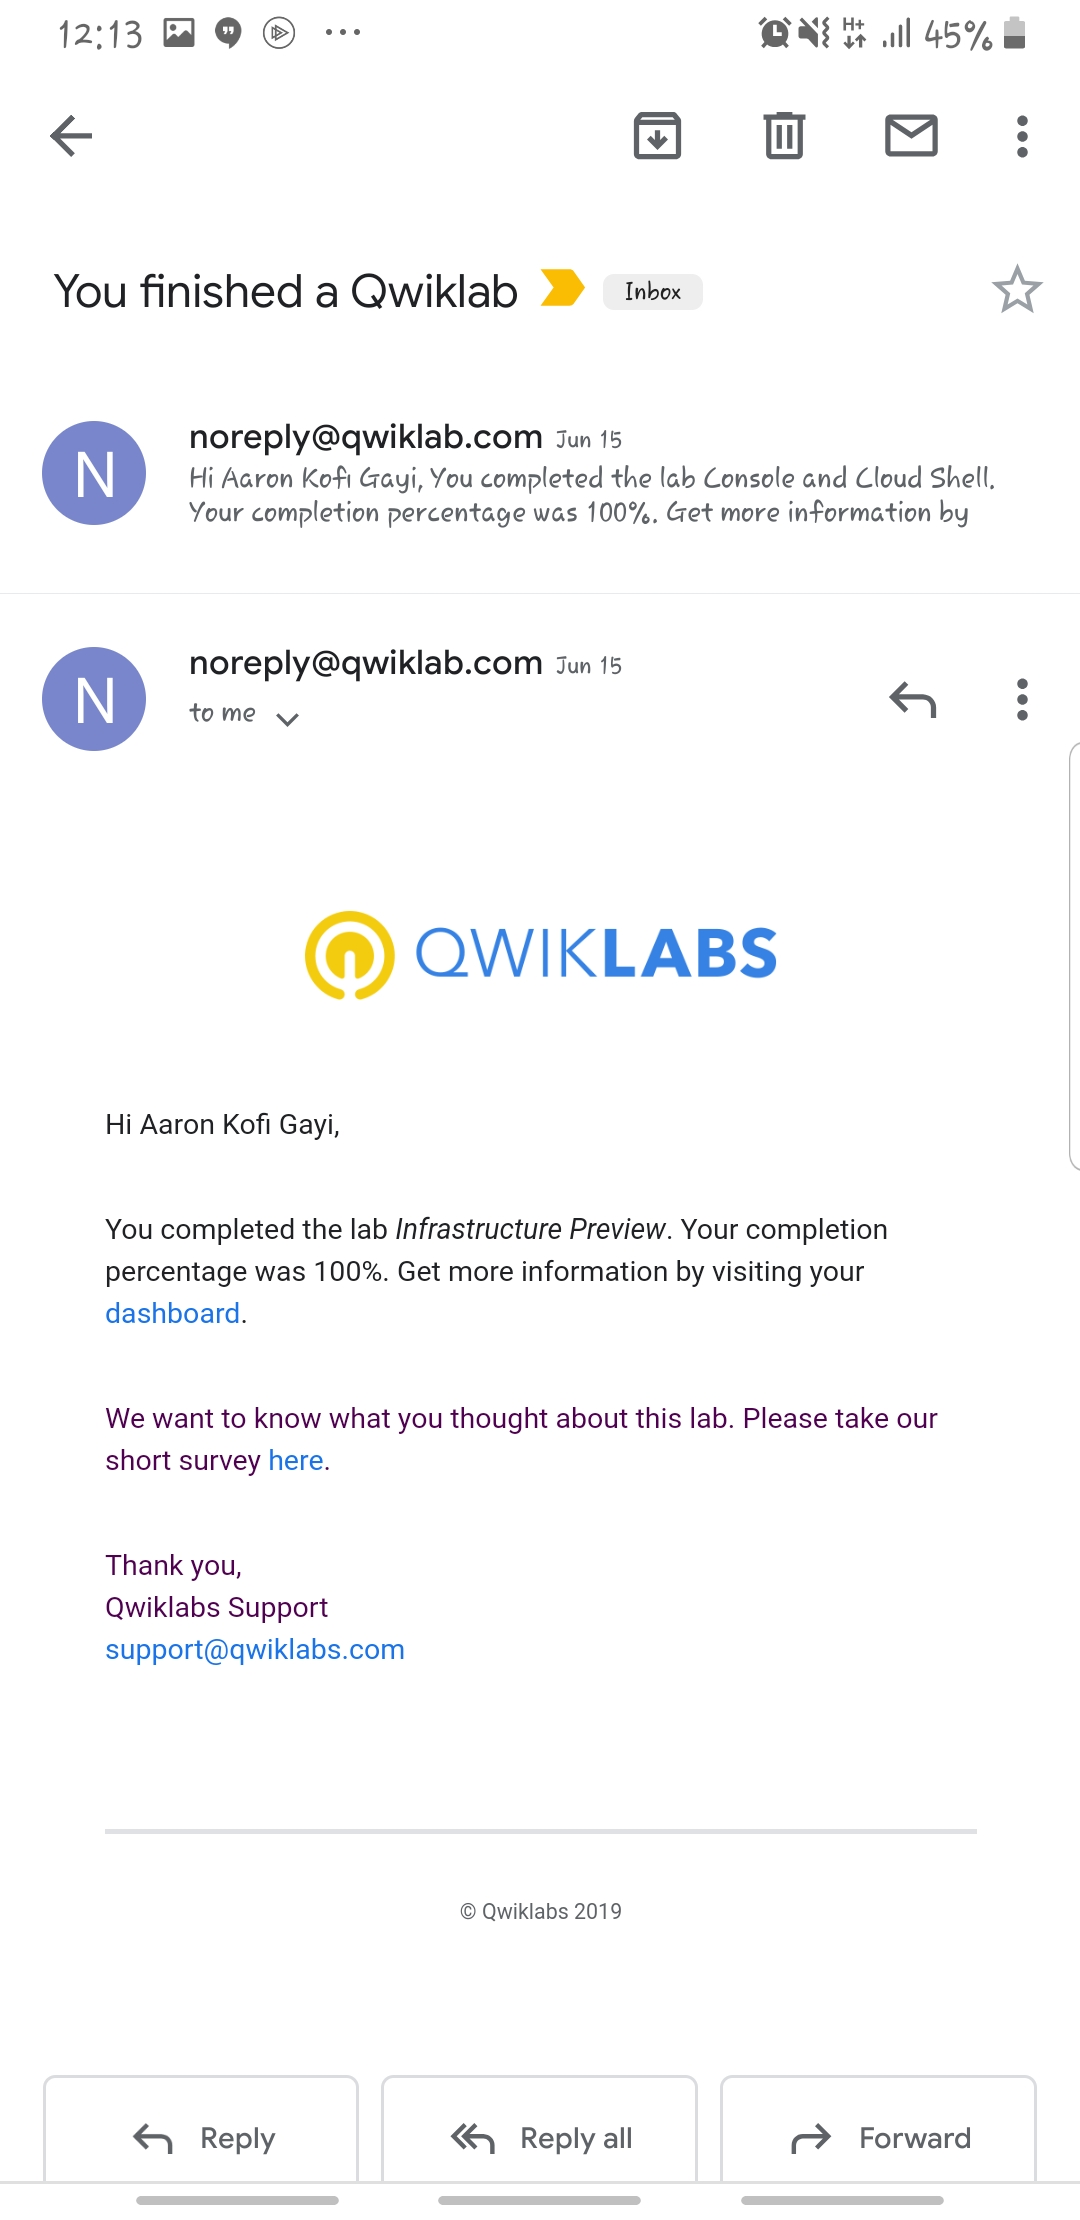 12:13 45%
You finished a Qwiklab Inbox
N
noreply@qwiklab.com Jun 15
Hi Aaron Kofi Gayi, You completed the lab Console and Cloud Shell.
Your completion percentage was 100%. Get more information by
N
noreply@qwiklab.com Jun 15
to me
QWIKLABS
Hi Aaron Kofi Gayi,
You completed the lab Infrastructure Preview. Your completion
percentage was 100%. Get more information by visiting your
dashboard.
We want to know what you thought about this lab. Please take our
short survey here.
Thank you,
Qwiklabs Support
support@qwiklabs.com
© Qwiklabs 2019
Reply Reply all Forward